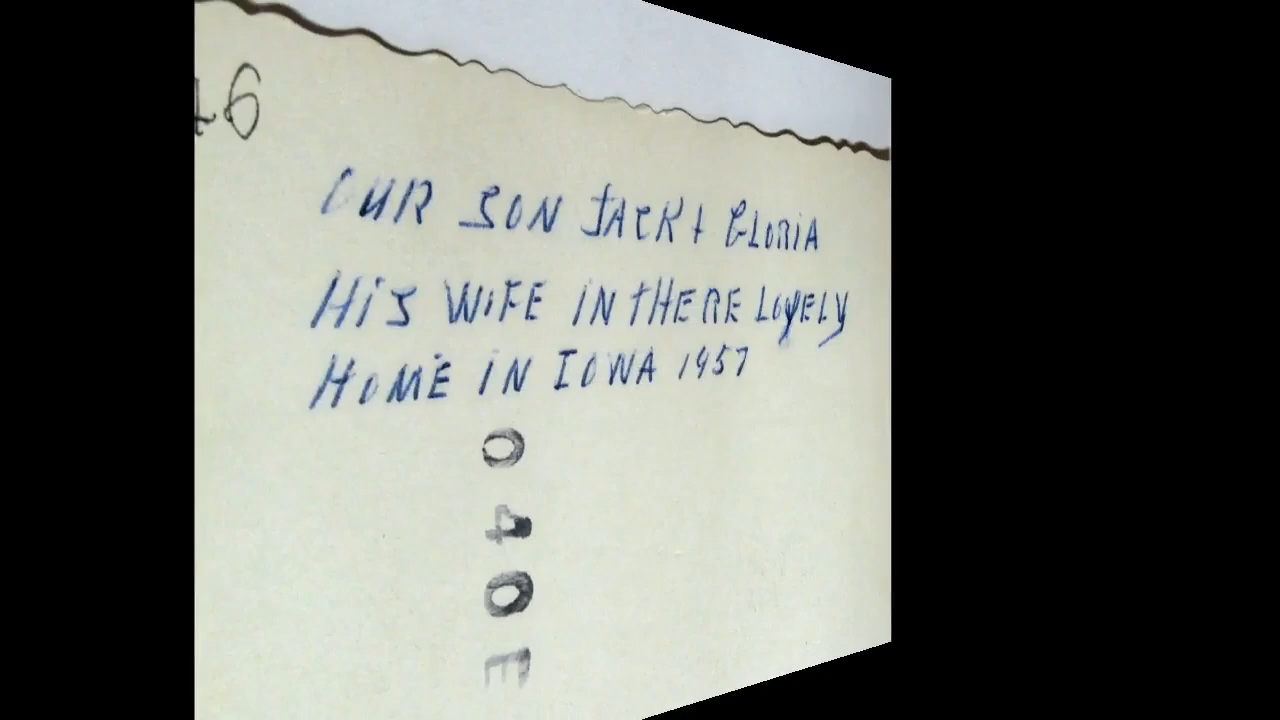 46
OUR SON JACK + GLORIA
HIS WIFE IN THERE LOVELY
HOME IN IOWA 1957
040E